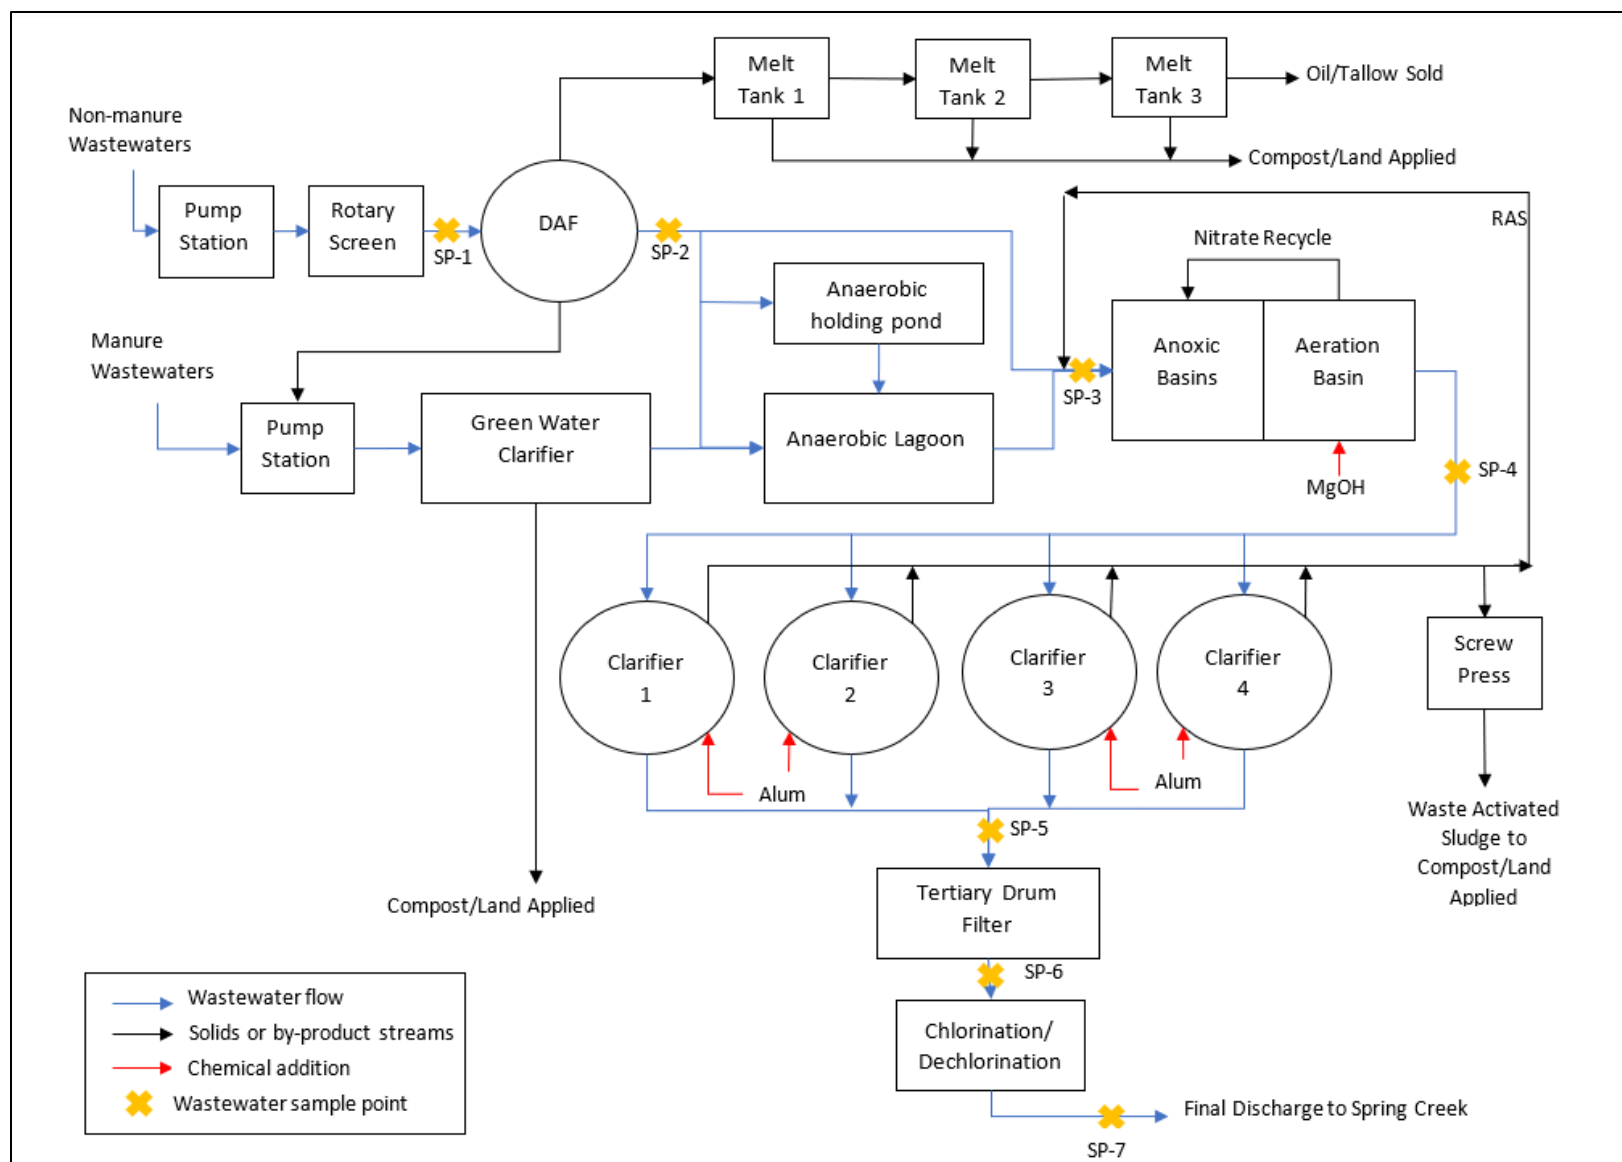 Melt
Tank 1
Melt
Tank 2
Melt
Tank 3
Oil/Tallow Sold
Compost/Land Applied
Non-manure
Wastewaters
Pump
Station
Rotary
Screen
SP-1
DAF
SP-2
RAS
Nitrate Recycle
Anaerobic
holding pond
Anoxic
Basins
Aeration
Basin
SP-3
Manure
Wastewaters
Pump
Station
Green Water
Clarifier
Anaerobic Lagoon
MgOH
SP-4
Clarifier
1
Clarifier
2
Clarifier
3
Clarifier
4
Screw
Press
Alum
Alum
SP-5
Waste Activated
Sludge to
Compost/Land
Applied
Compost/Land Applied
Tertiary Drum
Filter
SP-6
Chlorination/
Dechlorination
Final Discharge to Spring Creek
SP-7
Wastewater flow
Solids or by-product streams
Chemical addition
Wastewater sample point